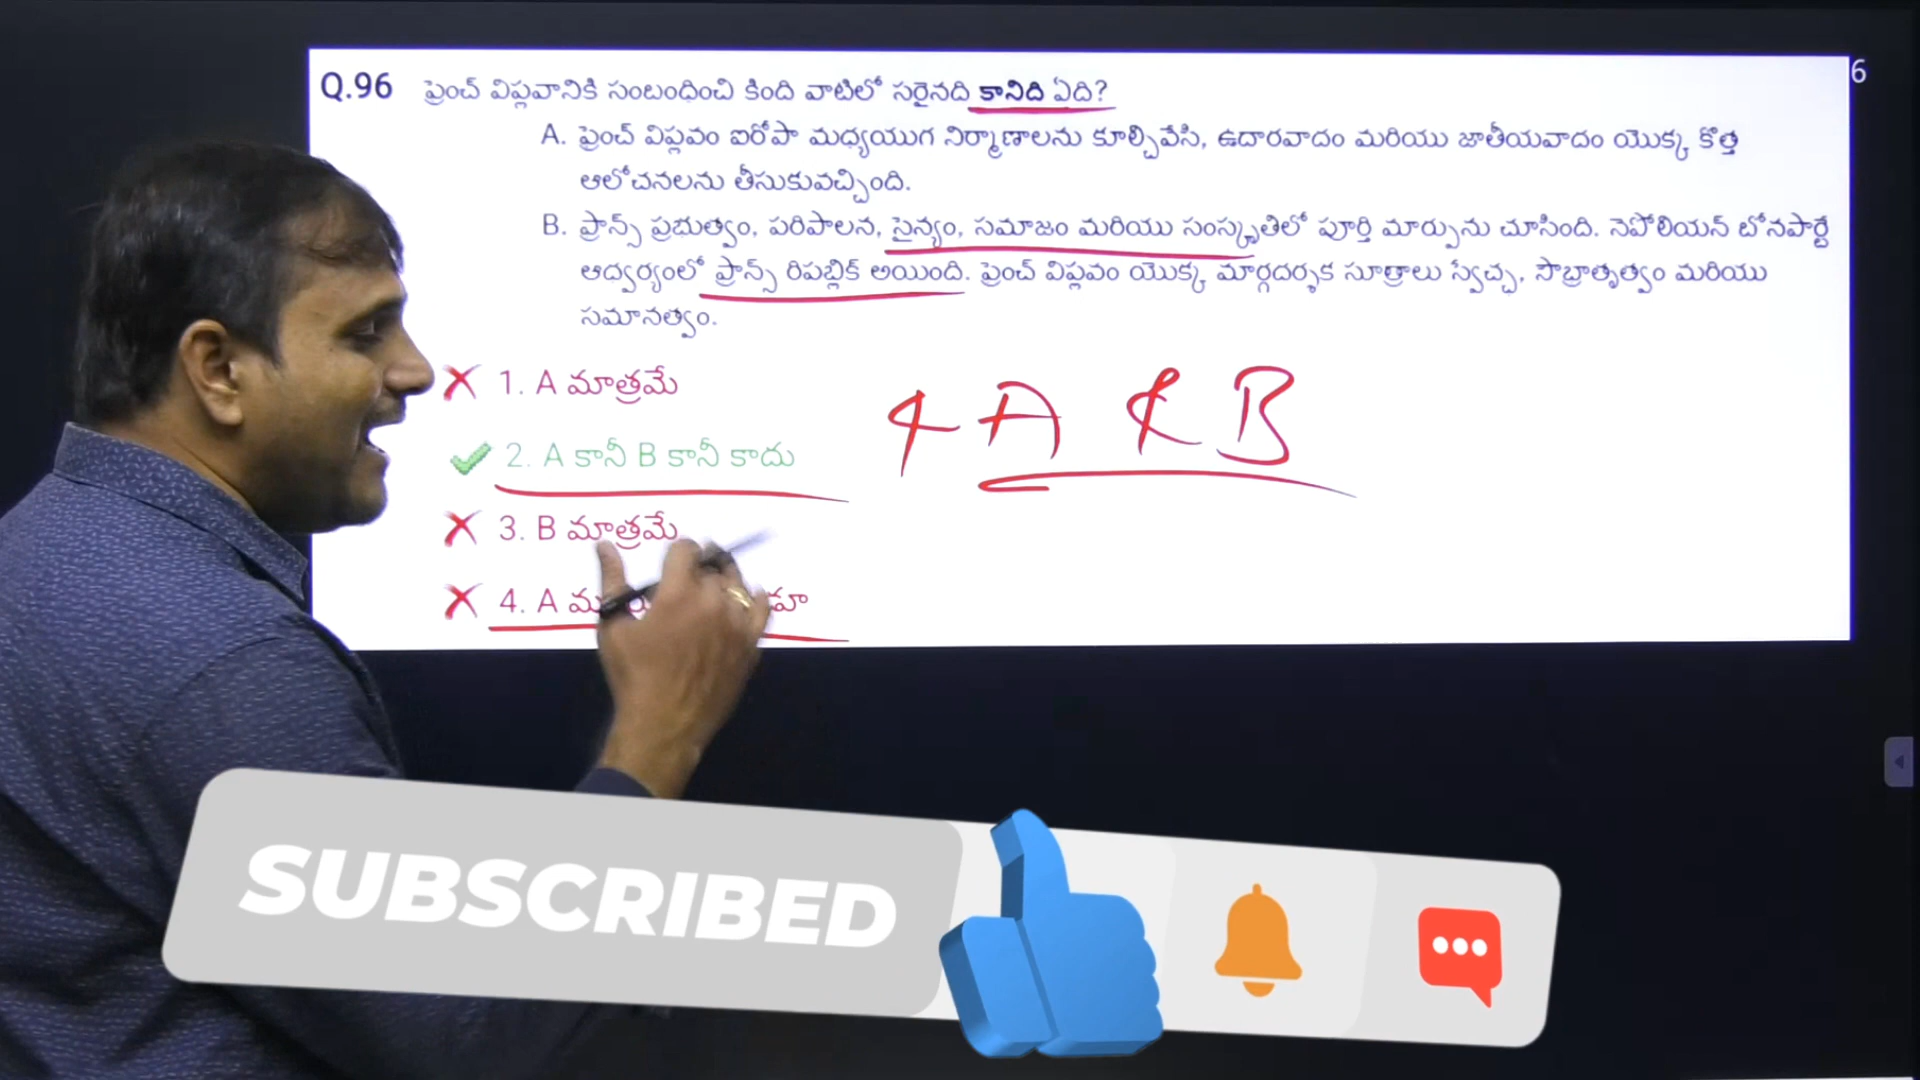 Q.96 ఫ్రెంచ్ విప్లవానికి సంబంధించి కింది వాటిలో సరైనది కానిది ఏది?
6
A. ఫ్రెంచ్ విప్లవం ఐరోపా మధ్యయుగ నిర్మాణాలను కూల్చివేసి, ఉదారవాదం మరియు జాతీయవాదం యొక్క కొత్త
ఆలోచనలను తీసుకువచ్చింది.
B. ఫ్రాన్స్ ప్రభుత్వం, పరిపాలన, సైన్యం, సమాజం మరియు సంస్కృతిలో పూర్తి మార్పును చూసింది. నెపోలియన్ బోనపార్టే
ఆధ్వర్యంలో ఫ్రాన్స్ రిపబ్లిక్ అయింది. ఫ్రెంచ్ విప్లవం యొక్క మార్గదర్శక సూత్రాలు స్వేచ్ఛ, సౌభ్రాతృత్వం మరియు
సమానత్వం.
1. A మాత్రమే
2. A కానీ B కానీ కాదు
3. B మాత్రమే
4. A
4 A & B
SUBSCRIBED